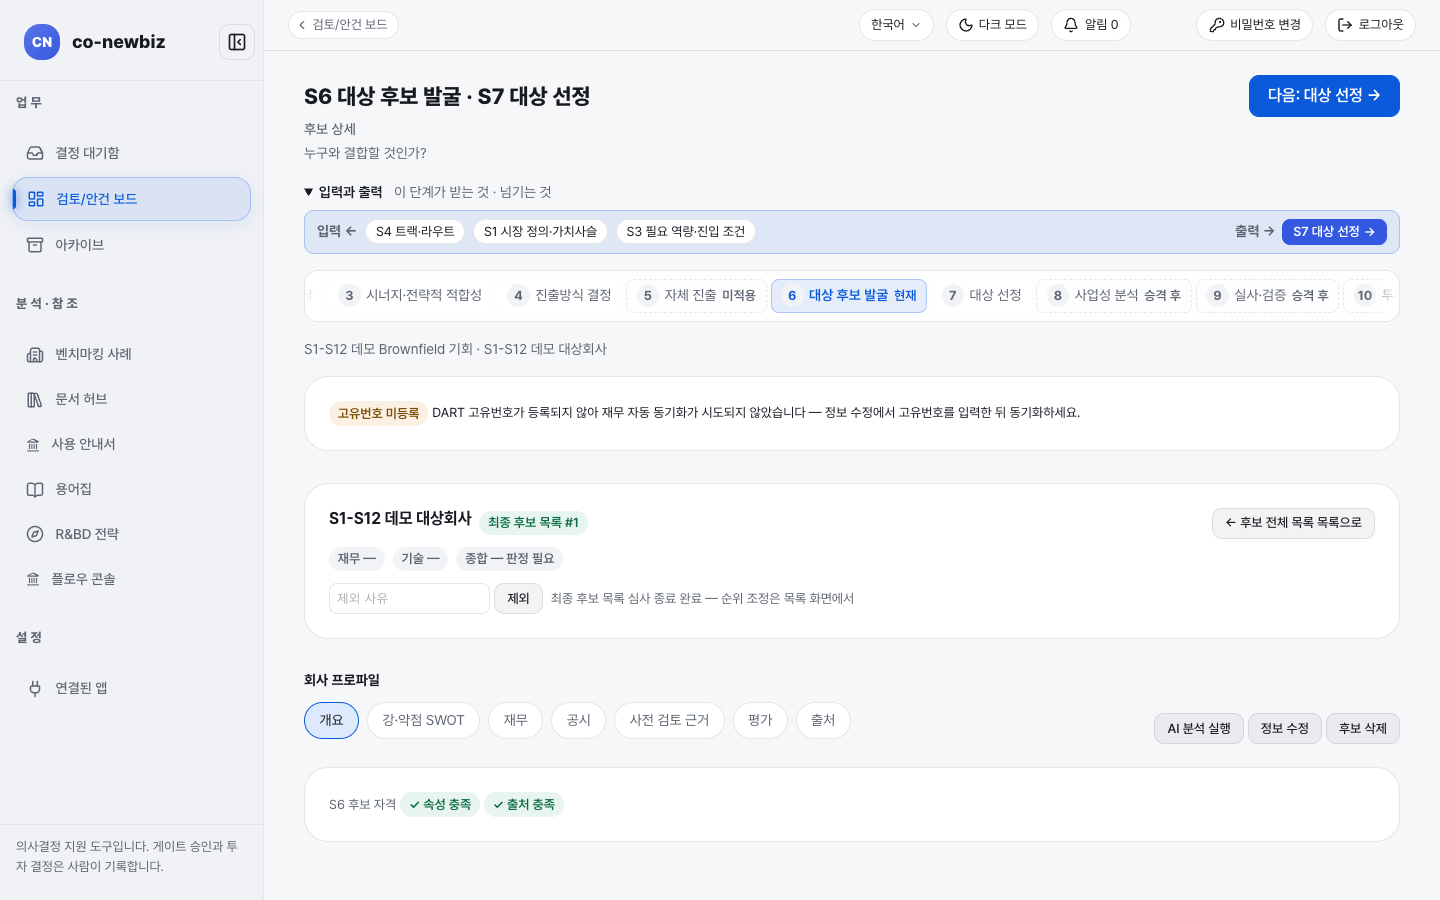 CN co-newbiz
업무
결정 대기함
검토/안건 보드
아카이브
분석·참조
벤치마킹 사례
문서 허브
사용 안내서
용어집
R&BD 전략
플로우 콘솔
설정
연결된 앱
의사결정 지원 도구입니다. 게이트 승인과 투
자 결정은 사람이 기록합니다.
검토/안건 보드
한국어
다크 모드
알림 0
비밀번호 변경
로그아웃
S6 대상 후보 발굴 · S7 대상 선정
다음: 대상 선정 →
후보 상세
누구와 결합할 것인가?
▼ 입력과 출력 이 단계가 받는 것 · 넘기는 것
입력 ← S4 트랙·라우트 S1 시장 정의·가치사슬 S3 필요 역량·진입 조건 출력 → S7 대상 선정 →
3 시너지·전략적 적합성 4 진출방식 결정 5 자체 진출 미적용 6 대상 후보 발굴 현재 7 대상 선정 8 사업성 분석 승격 후 9 실사·검증 승격 후 10
S1-S12 데모 Brownfield 기회 · S1-S12 데모 대상회사
고유번호 미등록 DART 고유번호가 등록되지 않아 재무 자동 동기화가 시도되지 않았습니다 — 정보 수정에서 고유번호를 입력한 뒤 동기화하세요.
S1-S12 데모 대상회사 최종 후보 목록 #1
← 후보 전체 목록 목록으로
재무 — 기술 — 종합 — 판정 필요
제외 사유 제외 최종 후보 목록 심사 종료 완료 — 순위 조정은 목록 화면에서
회사 프로파일
개요 강·약점 SWOT 재무 공시 사전 검토 근거 평가 출처
AI 분석 실행 정보 수정 후보 삭제
S6 후보 자격 ✓ 속성 충족 ✓ 출처 충족